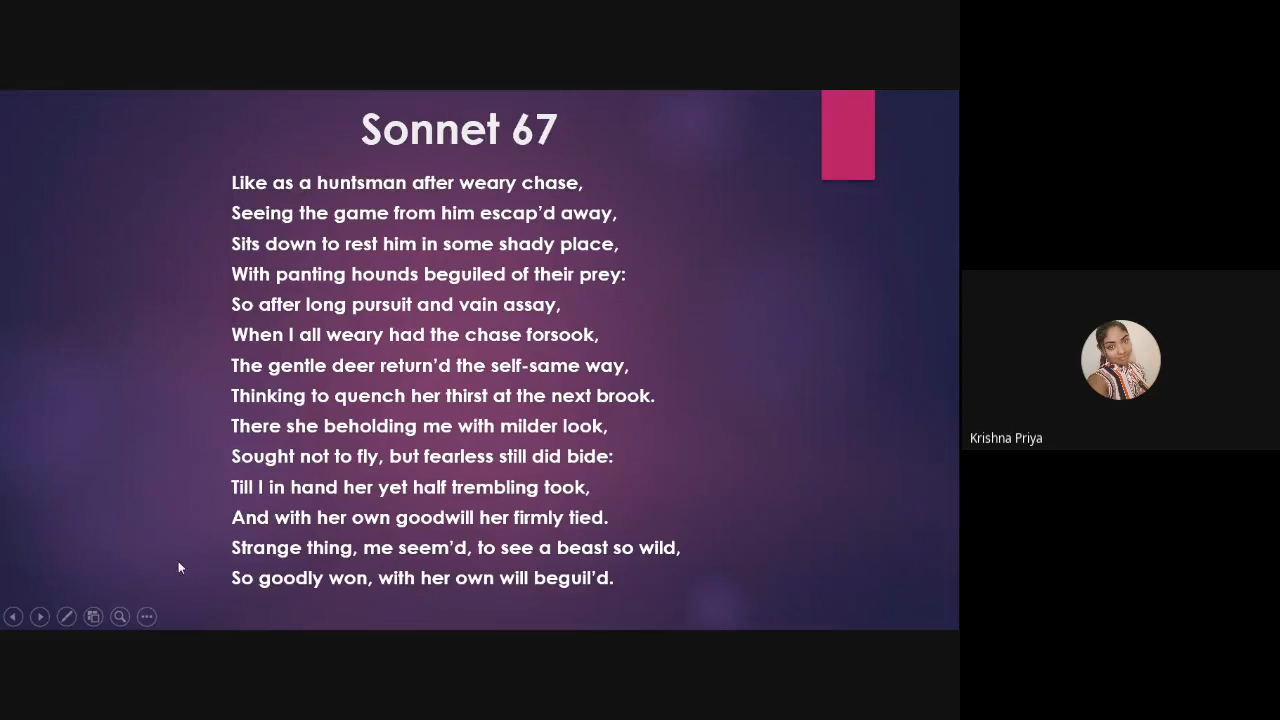 Sonnet 67
Like as a huntsman after weary chase,
Seeing the game from him escap’d away,
Sits down to rest him in some shady place,
With panting hounds beguiled of their prey:
So after long pursuit and vain assay,
When I all weary had the chase forsook,
The gentle deer return’d the self-same way,
Thinking to quench her thirst at the next brook.
There she beholding me with milder look,
Sought not to fly, but fearless still did bide:
Till I in hand her yet half trembling took,
And with her own goodwill her firmly tied.
Strange thing, me seem’d, to see a beast so wild,
So goodly won, with her own will beguil’d.
Krishna Priya